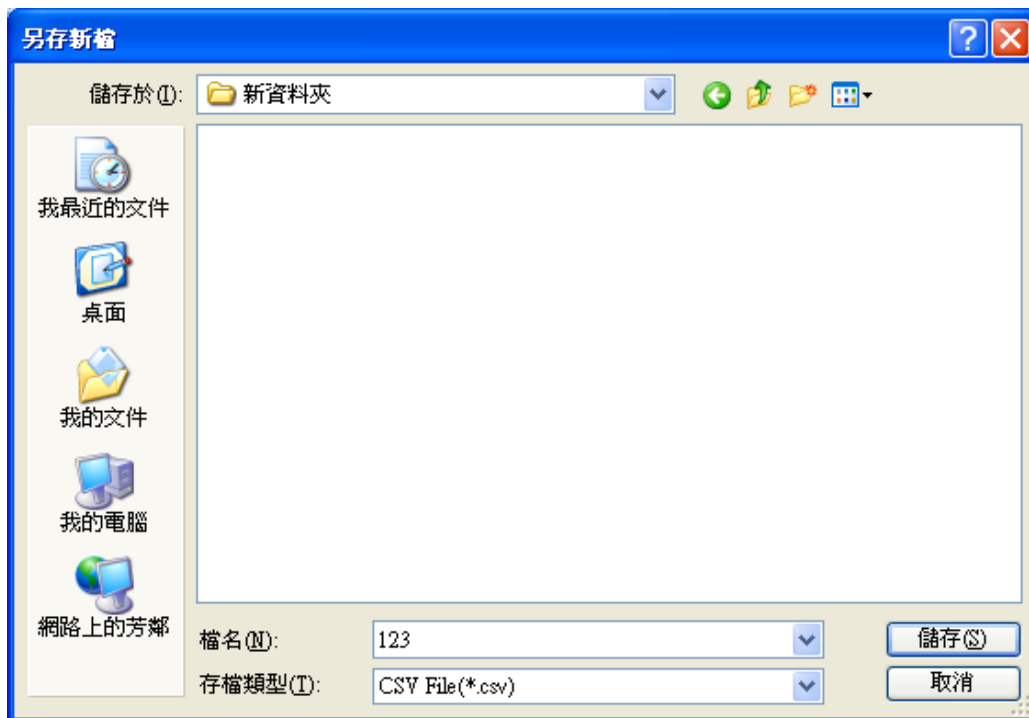 另存新檔
儲存於(I):
新資料夾
我最近的文件
桌面
我的文件
我的電腦
網路上的芳鄰
檔名(N):
123
儲存(S)
存檔類型(T):
CSV File(*.csv)
取消